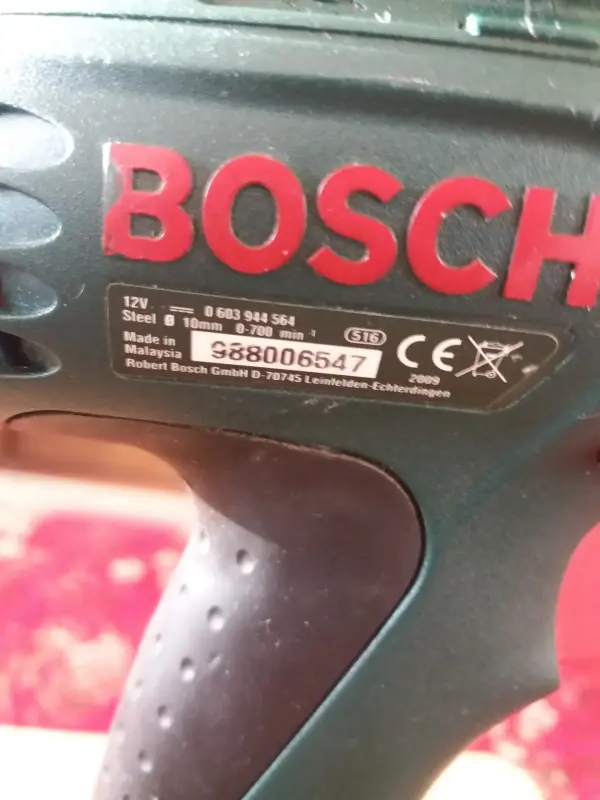 BOSCH
12V ⎓ 0 603 944 564
Steel Ø 10mm 0-700 min⁻¹ 516
Made in Malaysia 988006547 CE 2009
Robert Bosch GmbH D-70745 Leinfelden-Echterdingen